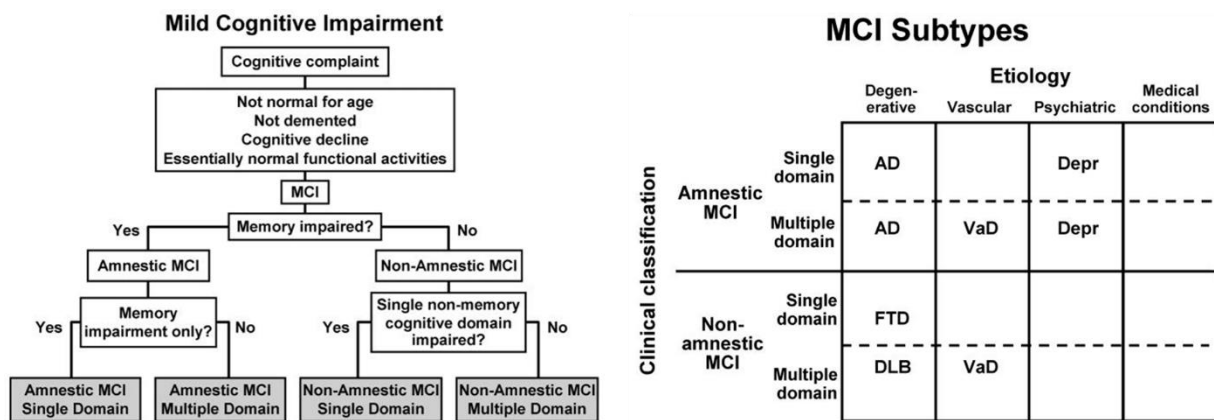 Mild Cognitive Impairment
Cognitive complaint
Not normal for age
Not demented
Cognitive decline
Essentially normal functional activities
MCI
Memory impaired?
Yes
No
Amnestic MCI
Non-Amnestic MCI
Memory
impairment only?
Single non-memory
cognitive domain
impaired?
Yes
No
Yes
No
Amnestic MCI
Single Domain
Amnestic MCI
Multiple Domain
Non-Amnestic MCI
Single Domain
Non-Amnestic MCI
Multiple Domain
MCI Subtypes
Etiology
Degen-
erative
Vascular
Psychiatric
Medical
conditions
Clinical classification
Amnestic
MCI
Single
domain
AD
Depr
Multiple
domain
AD
VaD
Depr
Non-
amnestic
MCI
Single
domain
FTD
Multiple
domain
DLB
VaD